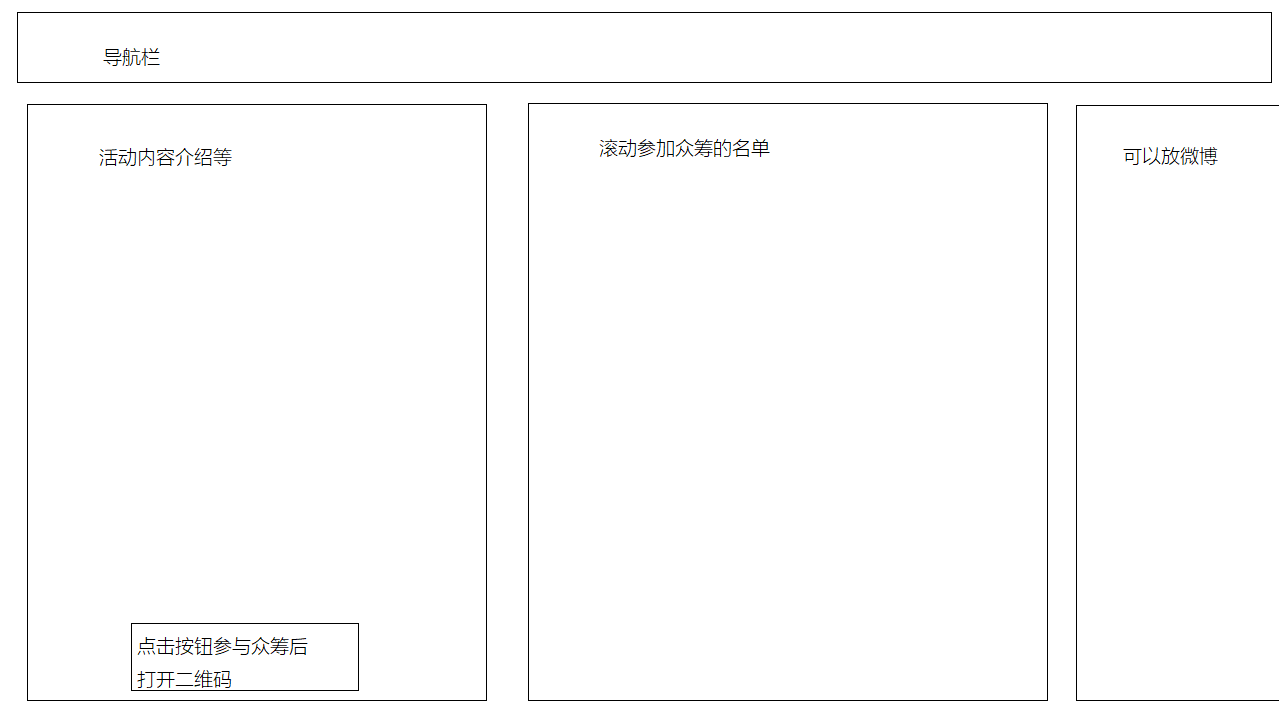 导航栏
活动内容介绍等
滚动参加众筹的名单
可以放微博
点击按钮参与众筹后
打开二维码